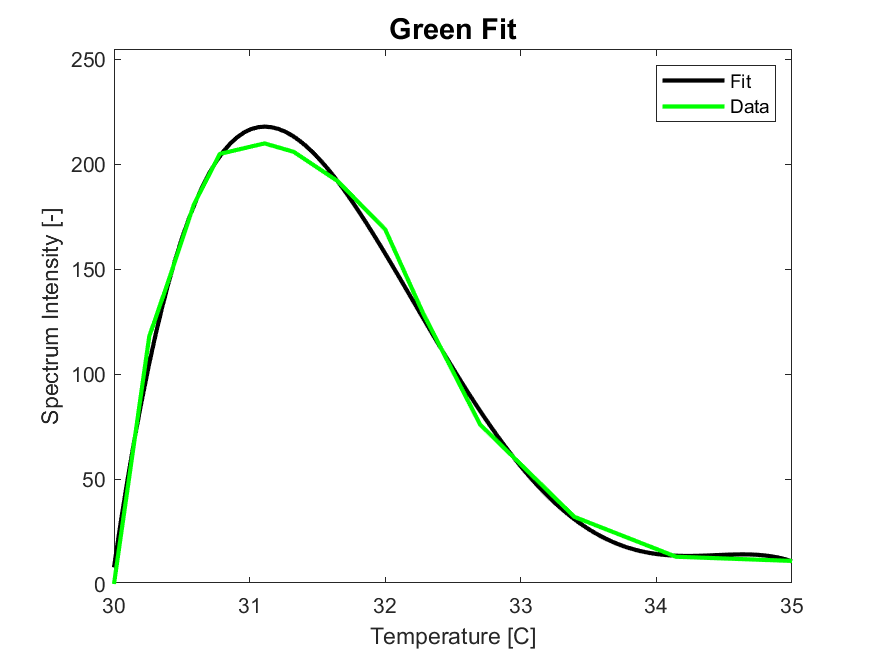 Green Fit
250
200
150
100
50
0
Spectrum Intensity [-]
Fit
Data
30 31 32 33 34 35
Temperature [C]